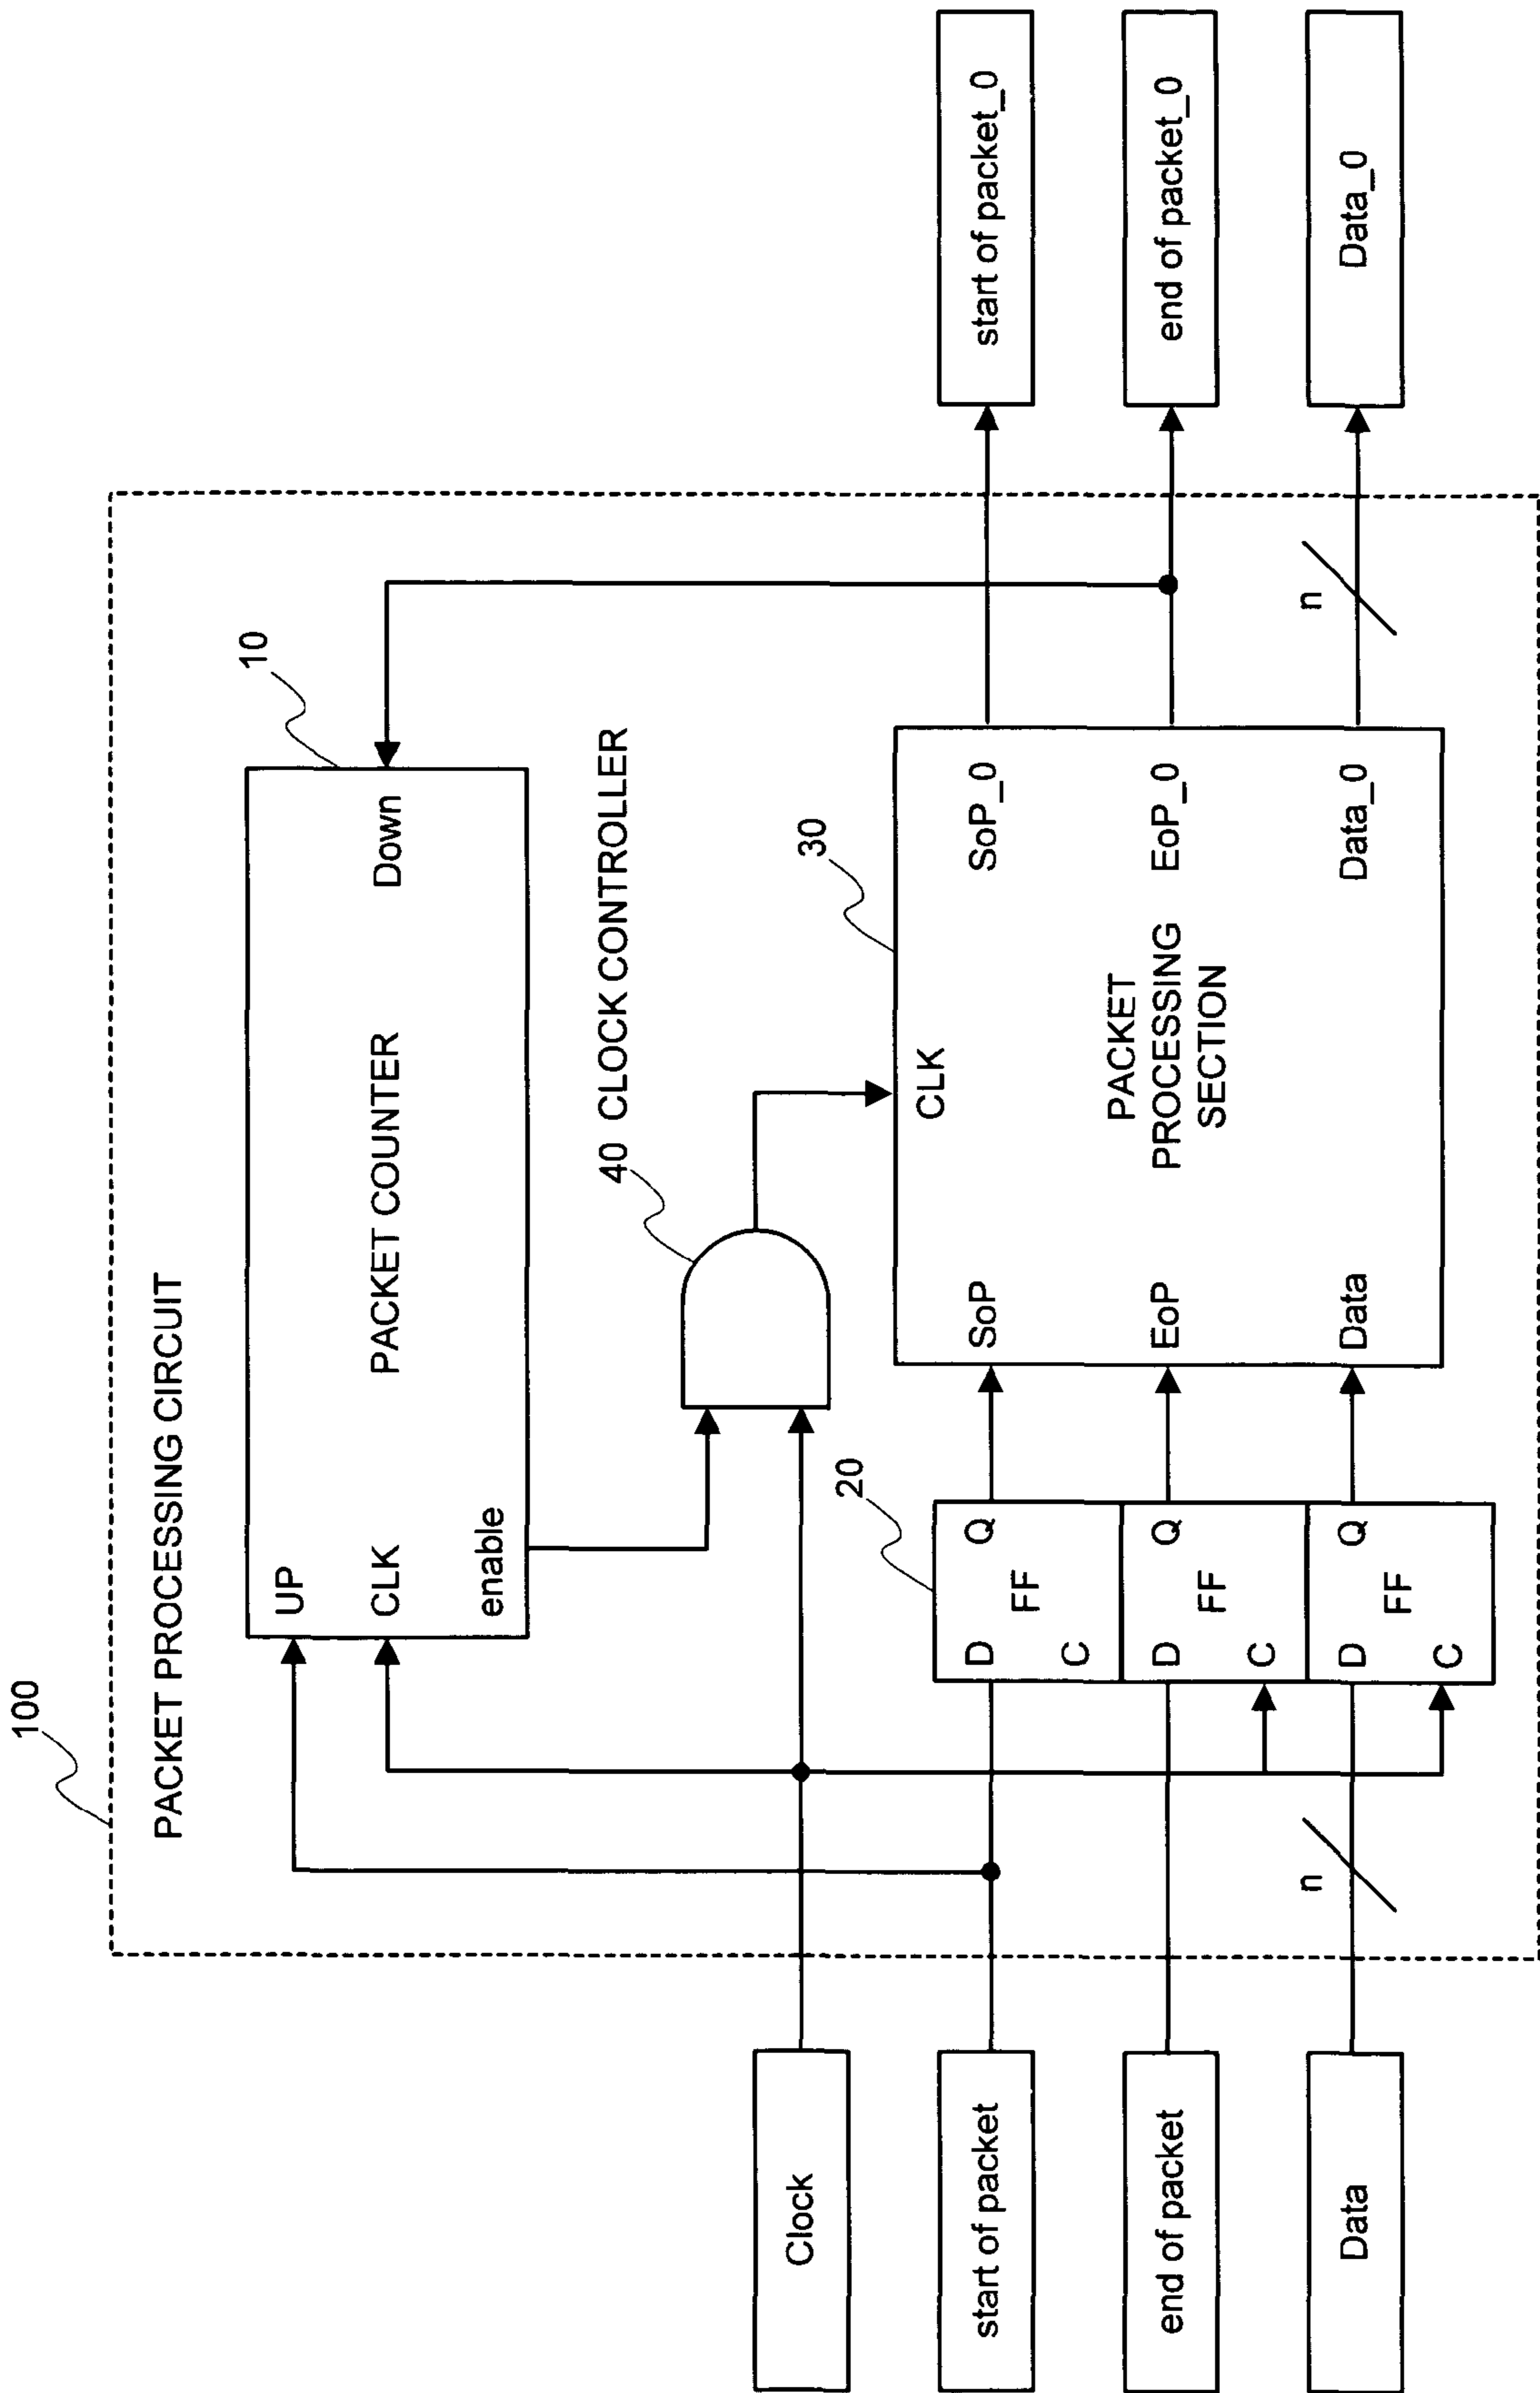 100
PACKET PROCESSING CIRCUIT
10
UP
CLK
enable
PACKET COUNTER
Down
40 CLOCK CONTROLLER
Clock
start of packet
end of packet
Data
n
20
D
Q
FF
C
D
Q
FF
C
D
Q
FF
C
30
CLK
SoP
EoP
Data
PACKET
PROCESSING
SECTION
SoP_0
EoP_0
Data_0
n
start of packet_0
end of packet_0
Data_0